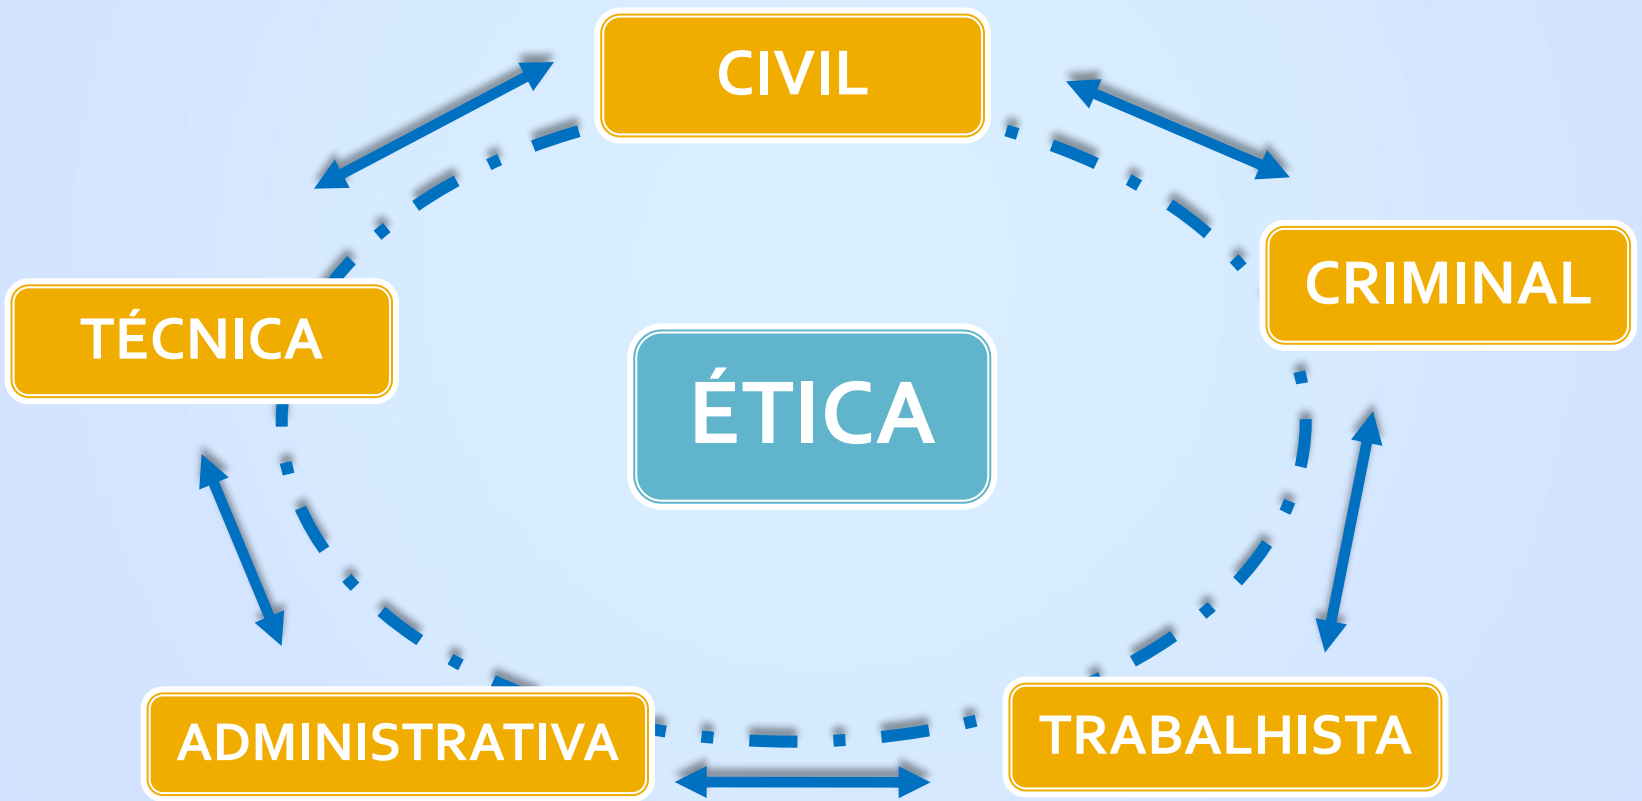 CIVIL
CRIMINAL
TÉCNICA
ÉTICA
ADMINISTRATIVA
TRABALHISTA